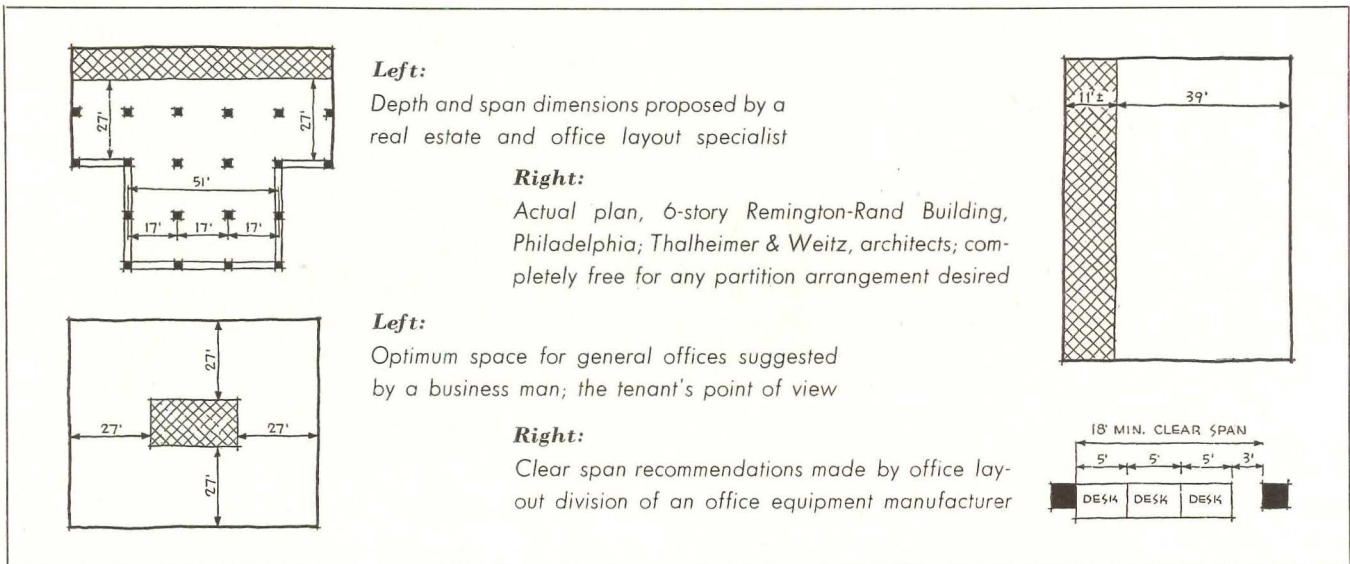 27'
27'
51'
17'
17'
17'
Left:
Depth and span dimensions proposed by a
real estate and office layout specialist
Right:
Actual plan, 6-story Remington-Rand Building,
Philadelphia; Thalheimer & Weitz, architects; com-
pletely free for any partition arrangement desired
11'±
39'
27'
27'
27'
27'
Left:
Optimum space for general offices suggested
by a business man; the tenant's point of view
Right:
Clear span recommendations made by office lay-
out division of an office equipment manufacturer
18' MIN. CLEAR SPAN
5'
5'
5'
3'
DESK
DESK
DESK